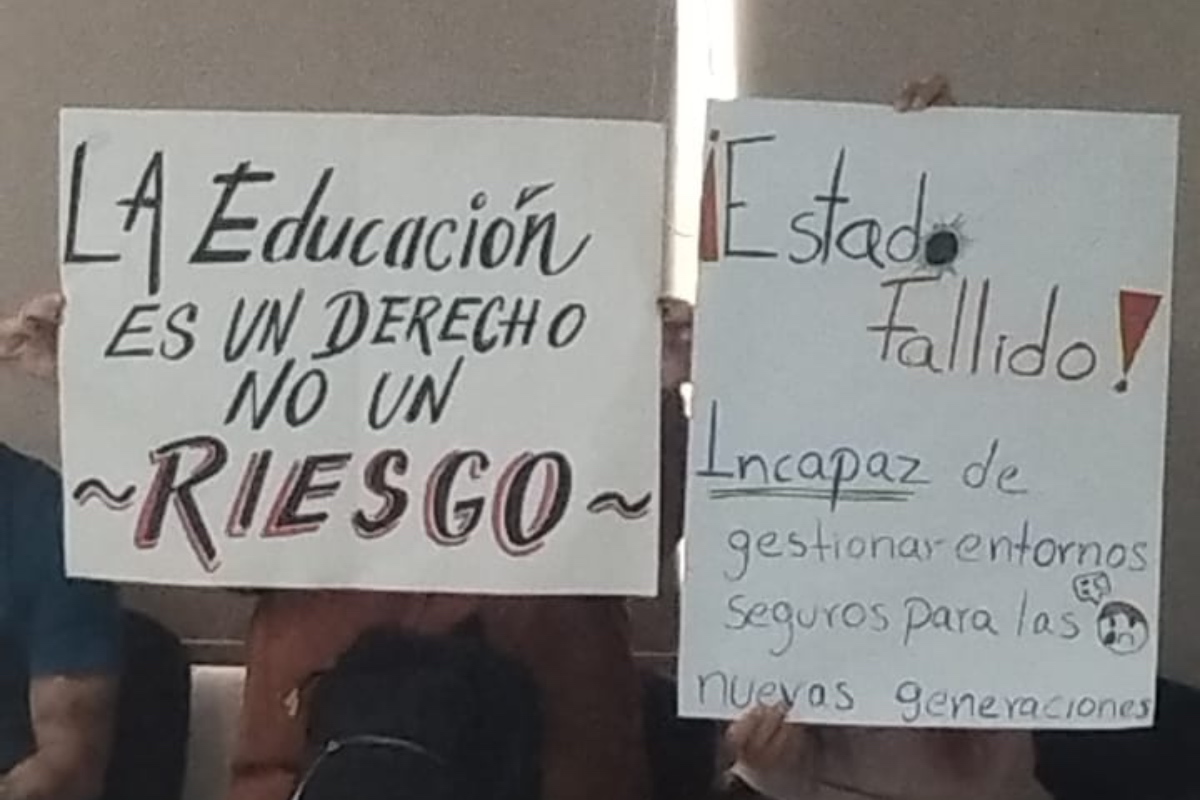 LA Educación
ES UN DERECHO
NO UN
~RIESGO~
¡Estado
Fallido!
Incapaz de
gestionar entornos
seguros para las
nuevas generaciones